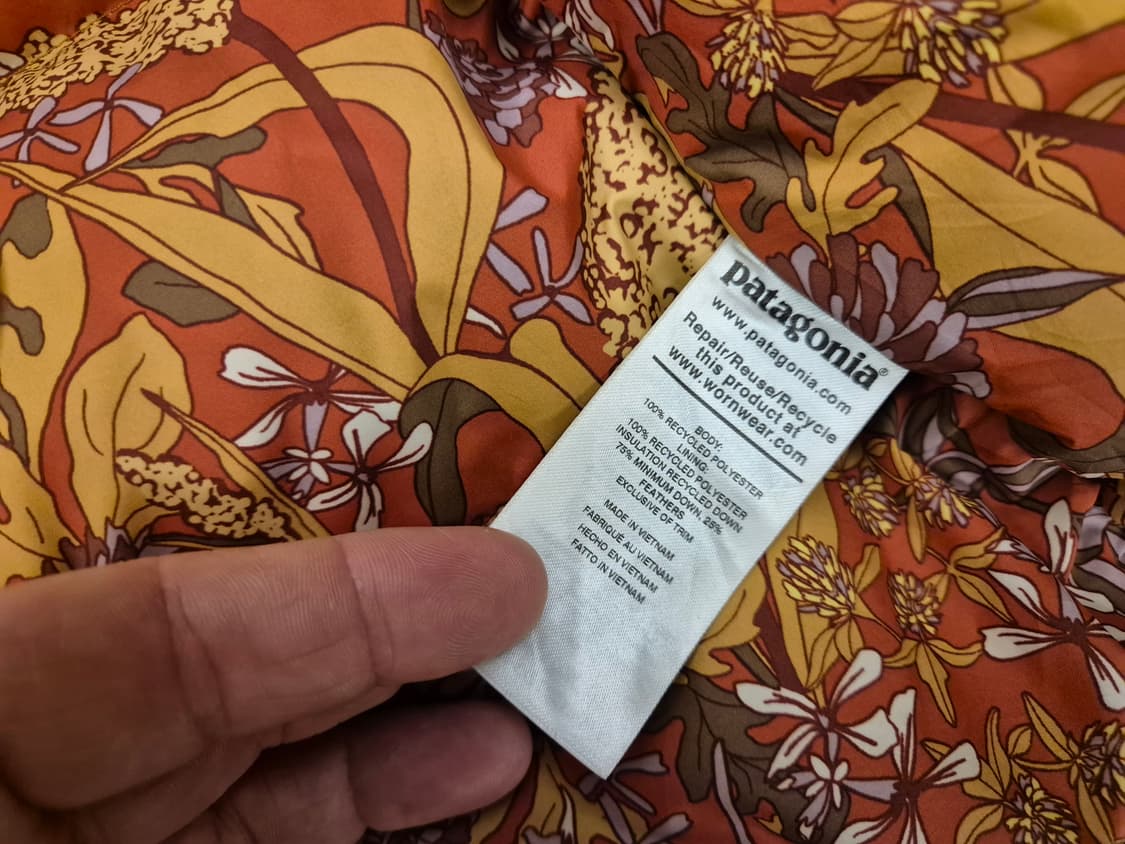 patagonia®
www.patagonia.com
Repair/Reuse/Recycle
this product at
www.wornwear.com
BODY:
100% RECYCLED POLYESTER
LINING:
100% RECYCLED POLYESTER
INSULATION RECYCLED DOWN
75% MINIMUM DOWN, 25%
FEATHERS
EXCLUSIVE OF TRIM
MADE IN VIETNAM
FABRIQUÉ AU VIETNAM
HECHO EN VIETNAM
FATTO IN VIETNAM